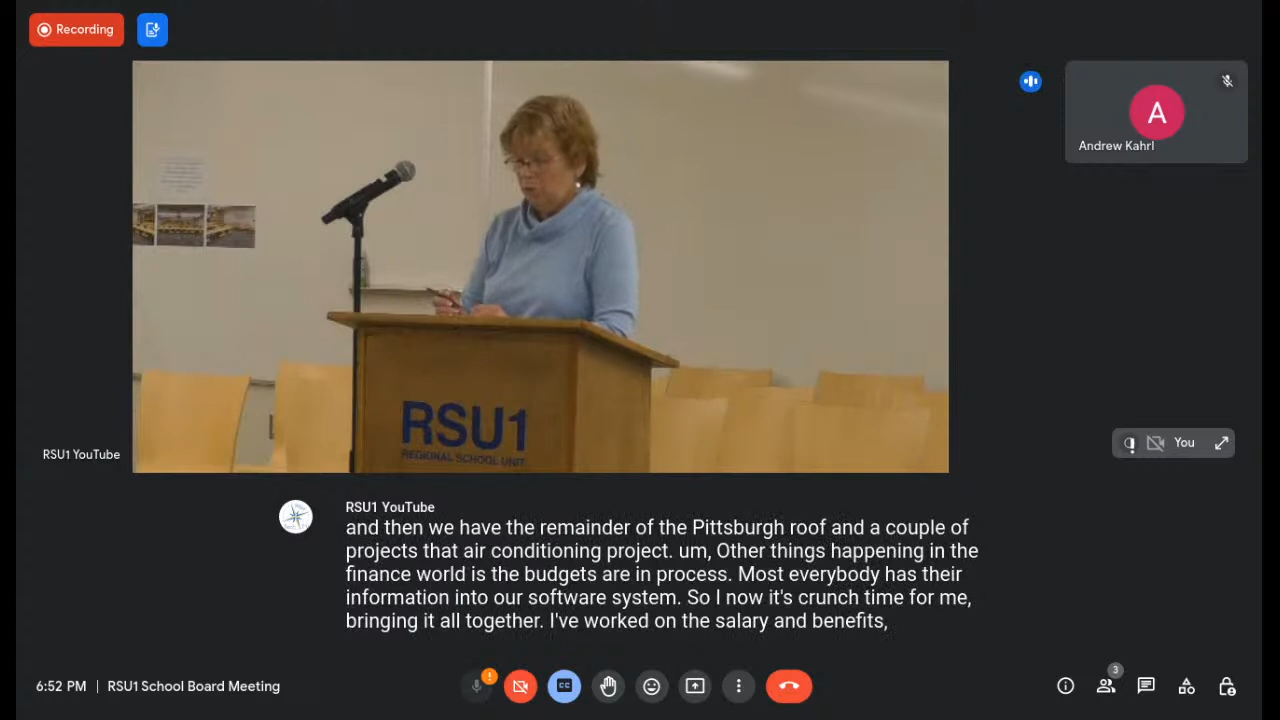 Recording
A
Andrew Kahrl
RSU1
REGIONAL SCHOOL UNIT
RSU1 YouTube
You
RSU1 YouTube
and then we have the remainder of the Pittsburgh roof and a couple of
projects that air conditioning project. um, Other things happening in the
finance world is the budgets are in process. Most everybody has their
information into our software system. So I now it's crunch time for me,
bringing it all together. I've worked on the salary and benefits,
6:52 PM | RSU1 School Board Meeting
!
CC
3